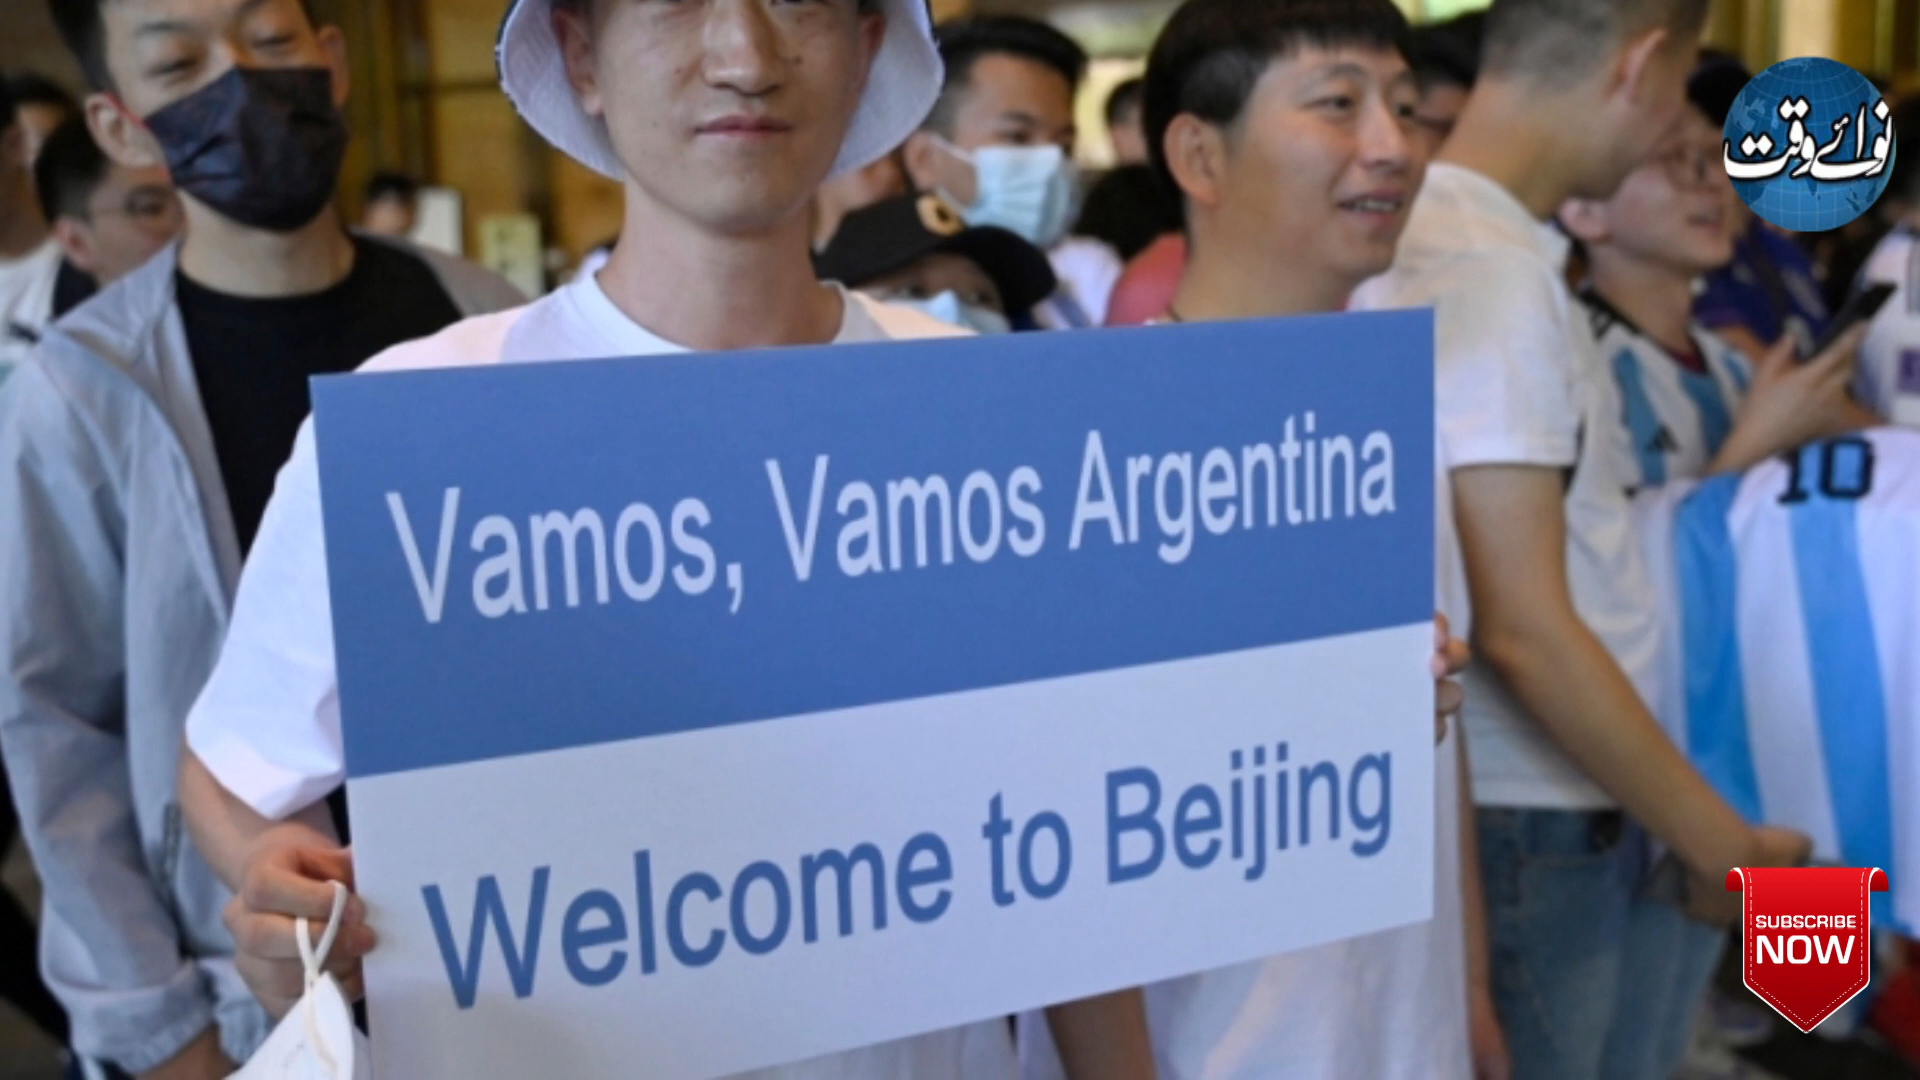 نوائے وقت
Vamos, Vamos Argentina
10
Welcome to Beijing
SUBSCRIBE
NOW